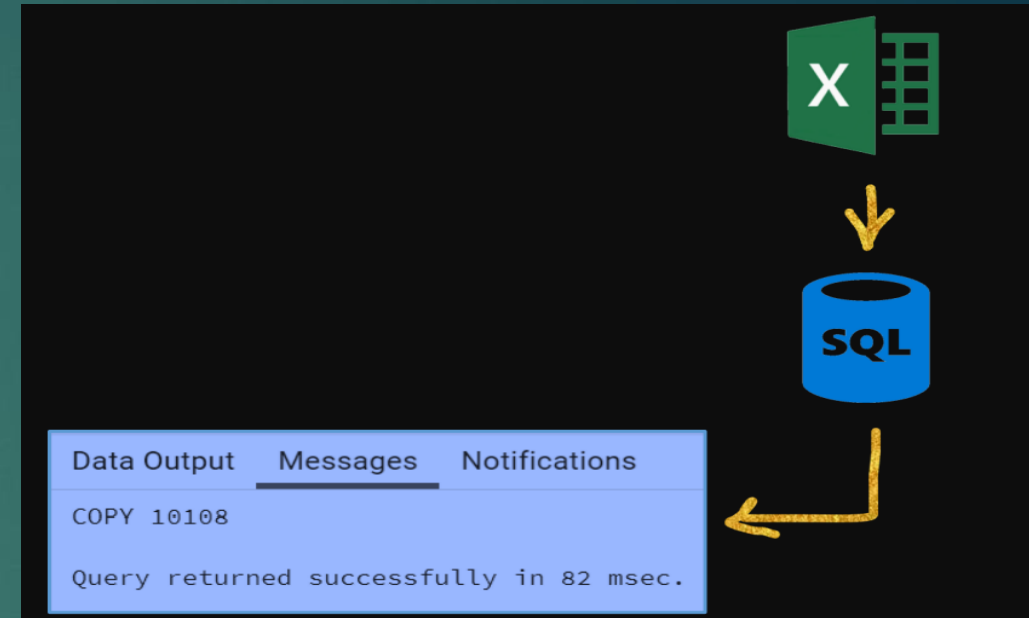 X
SQL
Data Output Messages Notifications
COPY 10108
Query returned successfully in 82 msec.